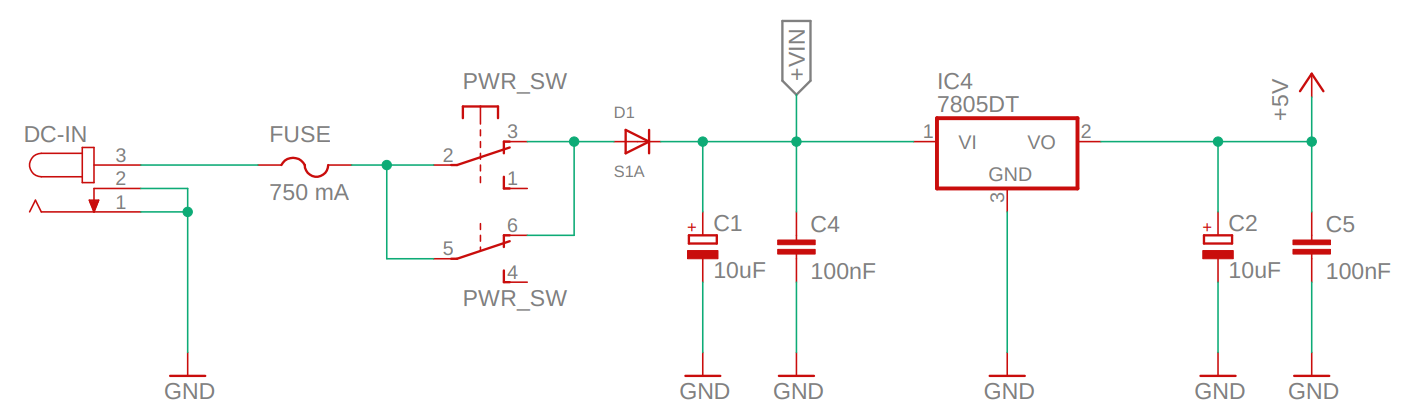 DC-IN
3
2
1
GND
FUSE
750 mA
PWR_SW
2
3
1
5
6
4
PWR_SW
D1
S1A
+VIN
+
C1
10uF
GND
C4
100nF
GND
IC4
7805DT
1
VI
VO
2
GND
3
GND
+
C2
10uF
GND
+5V
C5
100nF
GND